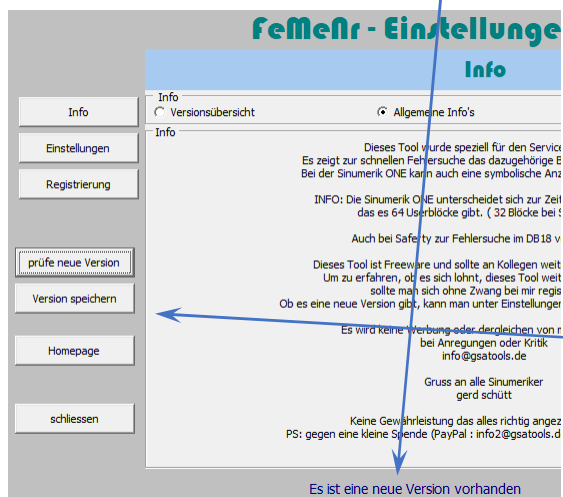 FeMeNr - Einstellunge
Info
Info
Einstellungen
Registrierung
prüfe neue Version
Version speichern
Homepage
schliessen
Info
Versionsübersicht
Allgemeine Info's
Info
Dieses Tool wurde speziell für den Service
Es zeigt zur schnellen Fehlersuche das dazugehörige B
Bei der Sinumerik ONE kann auch eine symbolische Anz
INFO: Die Sinumerik ONE unterscheidet sich zur Zeit
das es 64 Userblöcke gibt. ( 32 Blöcke bei S
Auch bei Safety zur Fehlersuche im DB18 v
Dieses Tool ist Freeware und sollte an Kollegen weit
Um zu erfahren, ob es sich lohnt, dieses Tool weit
sollte man sich ohne Zwang bei mir regis
Ob es eine neue Version gibt, kann man unter Einstellunger
Es wird keine Werbung oder dergleichen von m
bei Anregungen oder Kritik
info@gsatools.de
Gruss an alle Sinumeriker
gerd schütt
Keine Gewährleistung das alles richtig angez
PS: gegen eine kleine Spende (PayPal : info2@gsatools.d
Es ist eine neue Version vorhanden